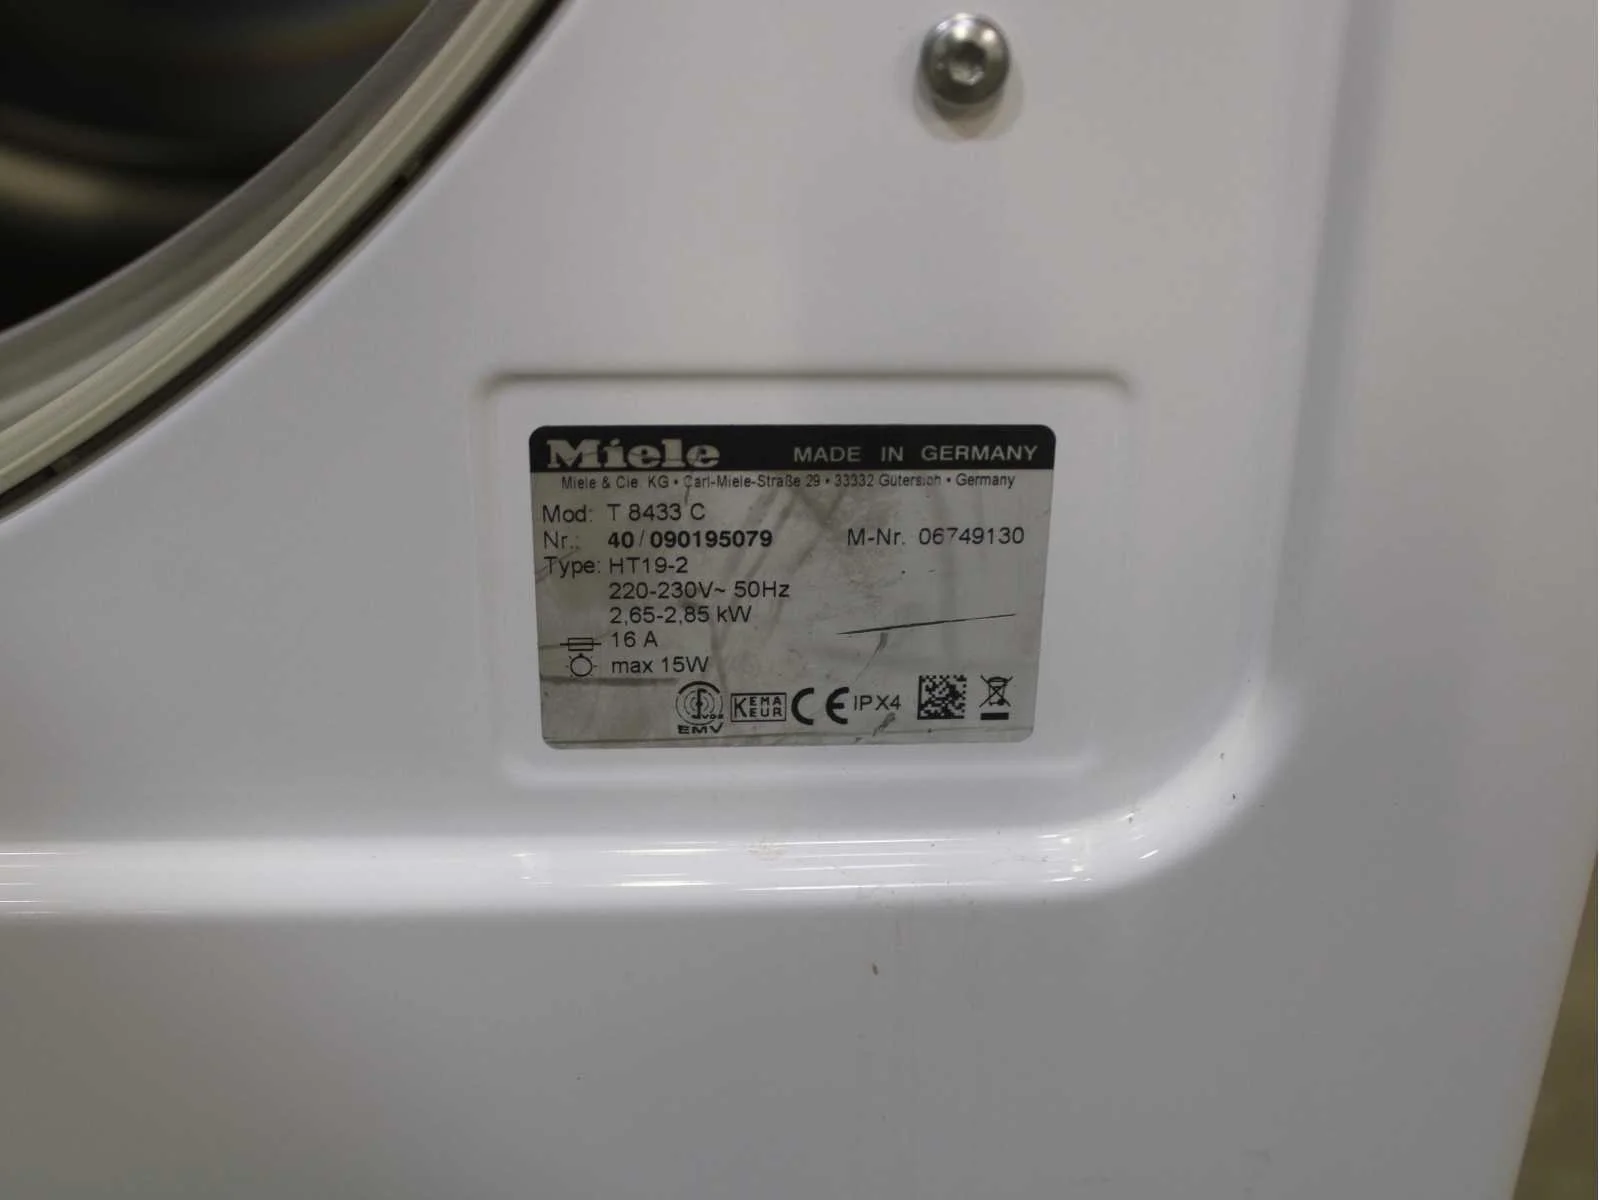 Miele MADE IN GERMANY
Miele & Cie. KG • Carl-Miele-Straße 29 • 33332 Gütersloh • Germany
Mod: T 8433 C
Nr.: 40/090195079 M-Nr. 06749130
Type: HT19-2
220-230V~ 50Hz
2,65-2,85 kW
16 A
max 15W
VDE EMV KEMA EUR CE IPX4